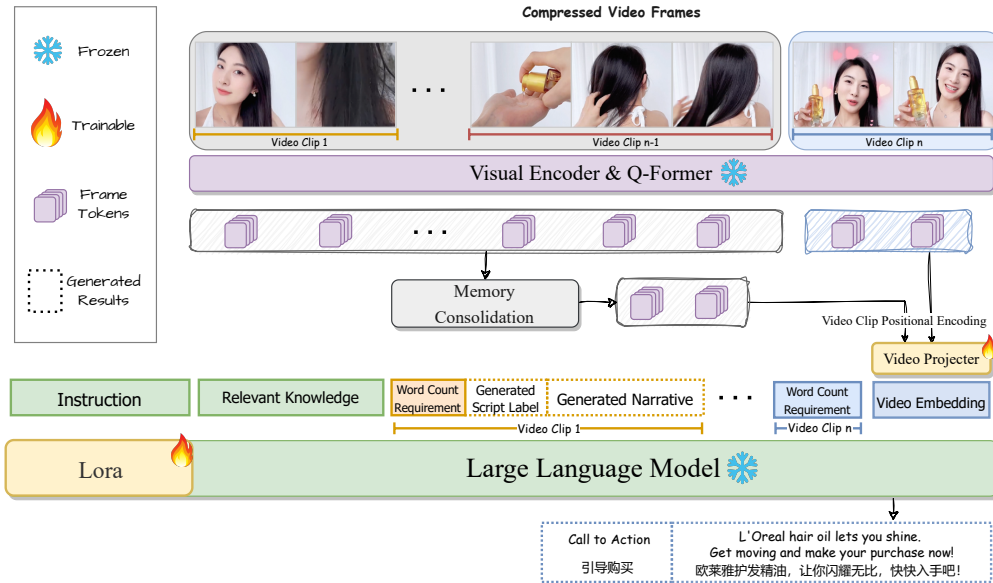 Compressed Video Frames
Frozen
Trainable
Frame
Tokens
Generated
Results
. . .
Video Clip 1
Video Clip n-1
Video Clip n
Visual Encoder & Q-Former
. . .
Memory
Consolidation
Video Clip Positional Encoding
Video Projecter
Instruction
Relevant Knowledge
Word Count
Requirement
Generated
Script Label
Generated Narrative
. . .
Word Count
Requirement
Video Embedding
Video Clip 1
Video Clip n
Lora
Large Language Model
Call to Action
引导购买
L'Oreal hair oil lets you shine.
Get moving and make your purchase now!
欧莱雅护发精油，让你闪耀无比，快快入手吧！